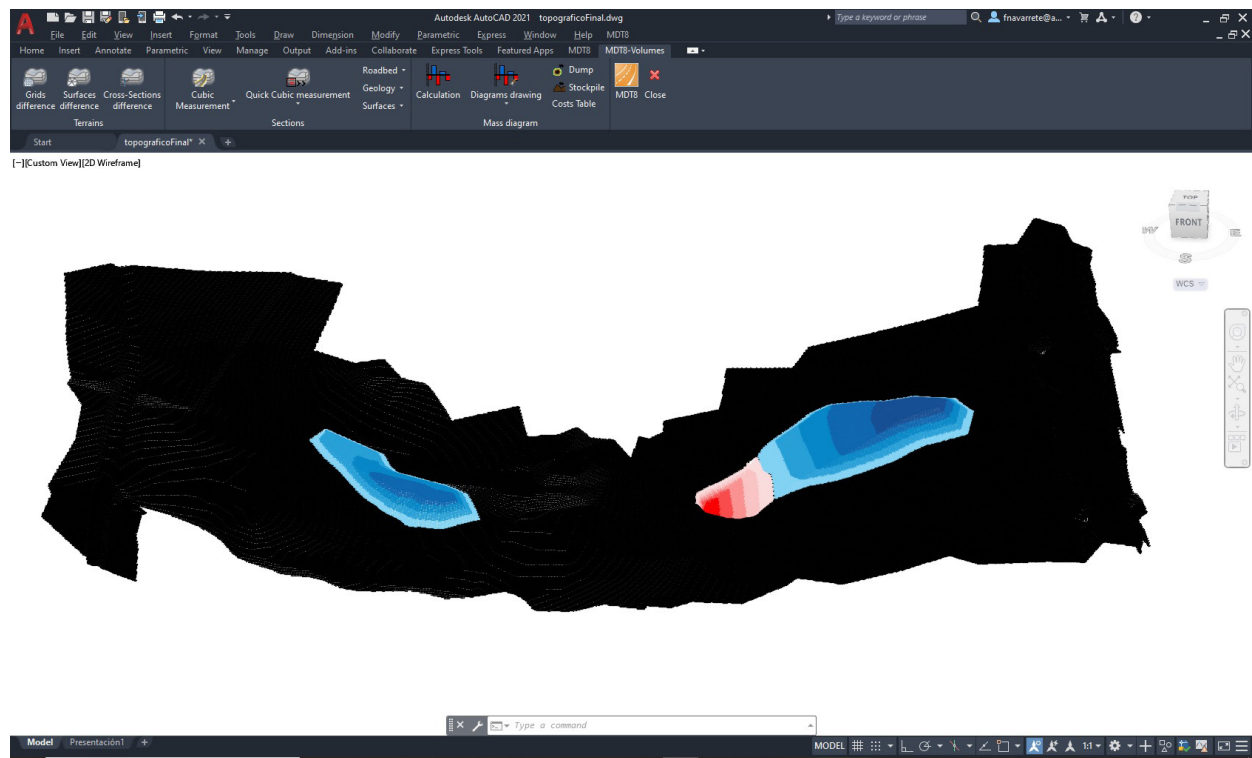 Autodesk AutoCAD 2021 topograficoFinal.dwg
Type a keyword or phrase
fnavarrete@a...
File Edit View Insert Format Tools Draw Dimension Modify Parametric Express Window Help MDT8
Home Insert Annotate Parametric View Manage Output Add-ins Collaborate Express Tools Featured Apps MDT8 MDT8-Volumes
Grids difference
Surfaces difference
Cross-Sections difference
Cubic Measurement
Quick Cubic measurement
Roadbed
Geology
Surfaces
Calculation
Diagrams drawing
Dump
Stockpile
Costs Table
MDT8
Close
Terrains
Sections
Mass diagram
Start
topograficoFinal*
[−][Custom View][2D Wireframe]
TOP
FRONT
W
E
S
WCS
Type a command
Model Presentación1
MODEL
1:1